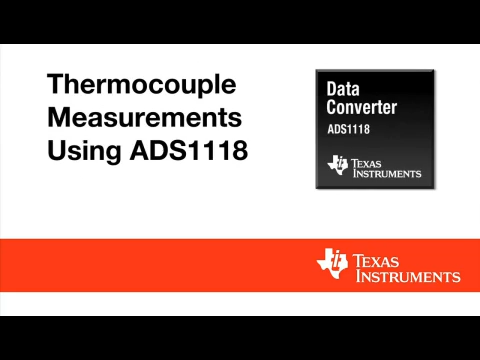 Thermocouple
Measurements
Using ADS1118
Data
Converter
ADS1118
TEXAS
INSTRUMENTS
TEXAS
INSTRUMENTS